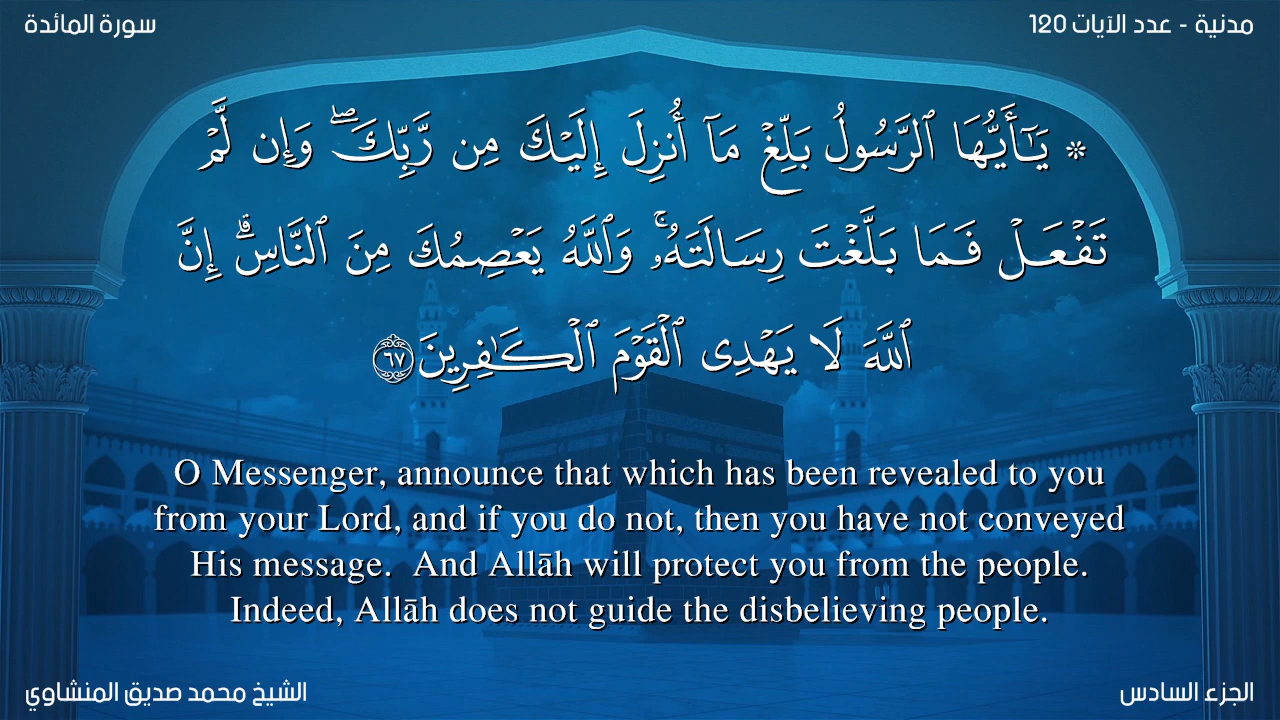 سورة المائدة
مدنية - عدد الآيات 120
۞ يَـٰٓأَيُّهَا ٱلرَّسُولُ بَلِّغْ مَآ أُنزِلَ إِلَيْكَ مِن رَّبِّكَ ۖ وَإِن لَّمْ
تَفْعَلْ فَمَا بَلَّغْتَ رِسَالَتَهُۥ ۚ وَٱللَّهُ يَعْصِمُكَ مِنَ ٱلنَّاسِ ۗ إِنَّ
ٱللَّهَ لَا يَهْدِى ٱلْقَوْمَ ٱلْكَـٰفِرِينَ ٦٧
O Messenger, announce that which has been revealed to you
from your Lord, and if you do not, then you have not conveyed
His message.  And Allāh will protect you from the people.
Indeed, Allāh does not guide the disbelieving people.
الشيخ محمد صديق المنشاوي
الجزء السادس